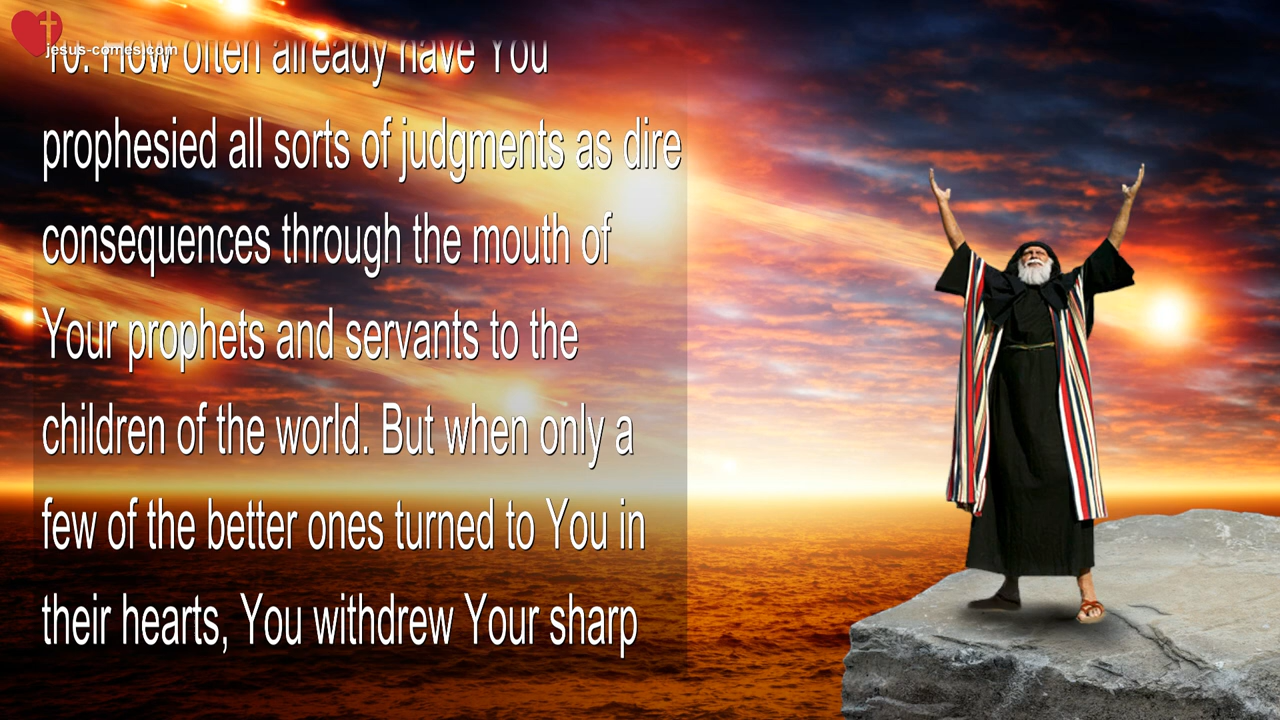 jesus-comes.com
10. How often already have You
prophesied all sorts of judgments as dire
consequences through the mouth of
Your prophets and servants to the
children of the world. But when only a
few of the better ones turned to You in
their hearts, You withdrew Your sharp